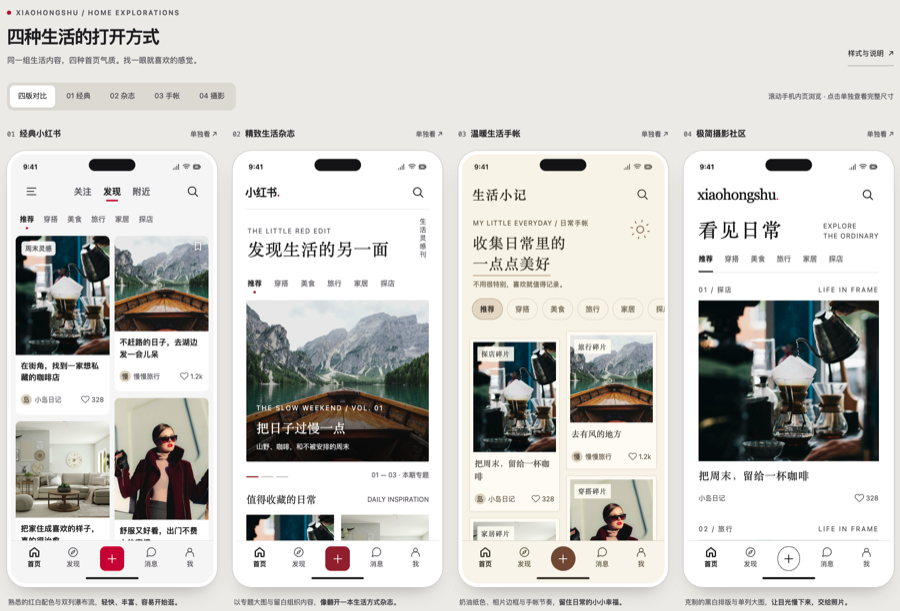 XIAOHONGSHU / HOME EXPLORATIONS
四种生活的打开方式
同一组生活内容，四种首页气质。找一眼就喜欢的感觉。
样式与说明 ↗
四版对比 01 经典 02 杂志 03 手帐 04 摄影
滚动手机内页浏览 · 点击单独查看完整尺寸
01 经典小红书 单独看 ↗
9:41
关注 发现 附近
推荐 穿搭 美食 旅行 家居 探店
周末灵感
在街角，找到一家想私
藏的咖啡店
岛 小岛日记 328
不赶路的日子，去湖边
发一会儿呆
慢 慢慢旅行 1.2k
把家住成喜欢的样子，
真的很治愈
舒服又好看，出门不费
首页 发现 + 消息 我
熟悉的红白配色与双列瀑布流，轻快、丰富、容易开始逛。
02 精致生活杂志 单独看 ↗
9:41
小红书.
THE LITTLE RED EDIT
发现生活的另一面
生活灵感刊
推荐 穿搭 美食 旅行 家居 探店
THE SLOW WEEKEND / VOL. 01
把日子过慢一点
山野、咖啡，和不被安排的周末
01 — 03 · 本期专题
值得收藏的日常 DAILY INSPIRATION
首页 发现 + 消息 我
以专题大图与留白组织内容，像翻开一本生活方式杂志。
03 温暖生活手帐 单独看 ↗
9:41
生活小记
MY LITTLE EVERYDAY / 日常手帐
收集日常里的
一点点美好
不用很特别，喜欢就值得记录。
推荐 穿搭 美食 旅行 家居
探店碎片
把周末，留给一杯咖
啡
岛 小岛日记 328
旅行碎片
去有风的地方
慢 慢慢旅行 1.2k
家居碎片
穿搭碎片
首页 发现 + 消息 我
奶油纸色、相片边框与手帐节奏，留住日常的小小幸福。
04 极简摄影社区 单独看 ↗
9:41
xiaohongshu.
看见日常
EXPLORE
THE ORDINARY
推荐 穿搭 美食 旅行 家居 探店
01 / 探店 LIFE IN FRAME
把周末，留给一杯咖啡
小岛日记 328
02 / 旅行 LIFE IN FRAME
首页 发现 + 消息 我
克制的黑白排版与单列大图，让目光慢下来，交给照片。